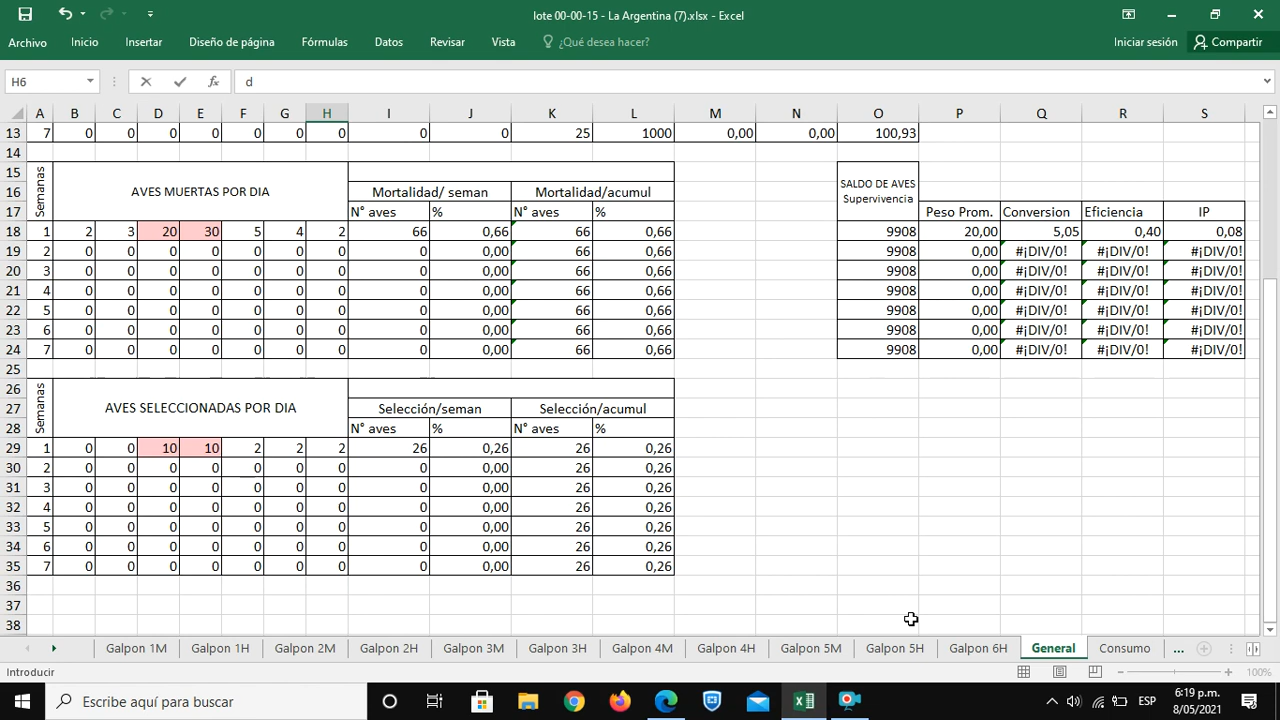 lote 00-00-15 - La Argentina (7).xlsx - Excel
Archivo Inicio Insertar Diseño de página Fórmulas Datos Revisar Vista ¿Qué desea hacer? Iniciar sesión Compartir
H6 fx d
A B C D E F G H I J K L M N O P Q R S
13 7 0 0 0 0 0 0 0 0 0 25 1000 0,00 0,00 100,93
14
15 Semanas AVES MUERTAS POR DIA SALDO DE AVES
16 Mortalidad/ seman Mortalidad/acumul Supervivencia
17 N° aves % N° aves % Peso Prom. Conversion Eficiencia IP
18 1 2 3 20 30 5 4 2 66 0,66 66 0,66 9908 20,00 5,05 0,40 0,08
19 2 0 0 0 0 0 0 0 0 0,00 66 0,66 9908 0,00 #¡DIV/0! #¡DIV/0! #¡DIV/0!
20 3 0 0 0 0 0 0 0 0 0,00 66 0,66 9908 0,00 #¡DIV/0! #¡DIV/0! #¡DIV/0!
21 4 0 0 0 0 0 0 0 0 0,00 66 0,66 9908 0,00 #¡DIV/0! #¡DIV/0! #¡DIV/0!
22 5 0 0 0 0 0 0 0 0 0,00 66 0,66 9908 0,00 #¡DIV/0! #¡DIV/0! #¡DIV/0!
23 6 0 0 0 0 0 0 0 0 0,00 66 0,66 9908 0,00 #¡DIV/0! #¡DIV/0! #¡DIV/0!
24 7 0 0 0 0 0 0 0 0 0,00 66 0,66 9908 0,00 #¡DIV/0! #¡DIV/0! #¡DIV/0!
25
26 Semanas AVES SELECCIONADAS POR DIA
27 Selección/seman Selección/acumul
28 N° aves % N° aves %
29 1 0 0 10 10 2 2 2 26 0,26 26 0,26
30 2 0 0 0 0 0 0 0 0 0,00 26 0,26
31 3 0 0 0 0 0 0 0 0 0,00 26 0,26
32 4 0 0 0 0 0 0 0 0 0,00 26 0,26
33 5 0 0 0 0 0 0 0 0 0,00 26 0,26
34 6 0 0 0 0 0 0 0 0 0,00 26 0,26
35 7 0 0 0 0 0 0 0 0 0,00 26 0,26
36
37
38
Galpon 1M Galpon 1H Galpon 2M Galpon 2H Galpon 3M Galpon 3H Galpon 4M Galpon 4H Galpon 5M Galpon 5H Galpon 6H General Consumo ...
Introducir 100%
Escribe aquí para buscar ESP 6:19 p.m.
8/05/2021